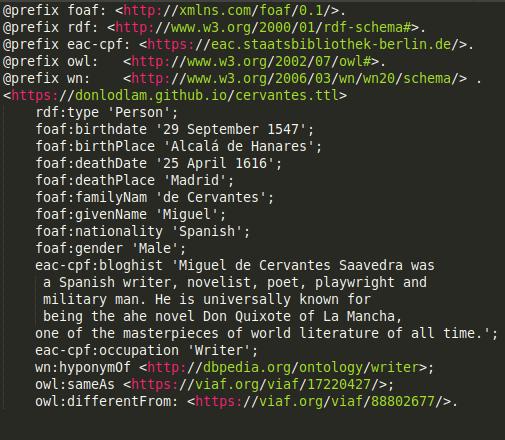 @prefix foaf: <http://xmlns.com/foaf/0.1/>.
@prefix rdf: <http://www.w3.org/2000/01/rdf-schema#>.
@prefix eac-cpf: <https://eac.staatsbibliothek-berlin.de/>.
@prefix owl: <http://www.w3.org/2002/07/owl#>.
@prefix wn: <http://www.w3.org/2006/03/wn/wn20/schema/> .
<https://donlodlam.github.io/cervantes.ttl>
rdf:type 'Person';
foaf:birthdate '29 September 1547';
foaf:birthPlace 'Alcalá de Hanares';
foaf:deathDate '25 April 1616';
foaf:deathPlace 'Madrid';
foaf:familyNam 'de Cervantes';
foaf:givenName 'Miguel';
foaf:nationality 'Spanish';
foaf:gender 'Male';
eac-cpf:bloghist 'Miguel de Cervantes Saavedra was
a Spanish writer, novelist, poet, playwright and
military man. He is universally known for
being the ahe novel Don Quixote of La Mancha,
one of the masterpieces of world literature of all time.';
eac-cpf:occupation 'Writer';
wn:hyponymOf <http://dbpedia.org/ontology/writer>;
owl:sameAs <https://viaf.org/viaf/17220427/>;
owl:differentFrom: <https://viaf.org/viaf/88802677/>.